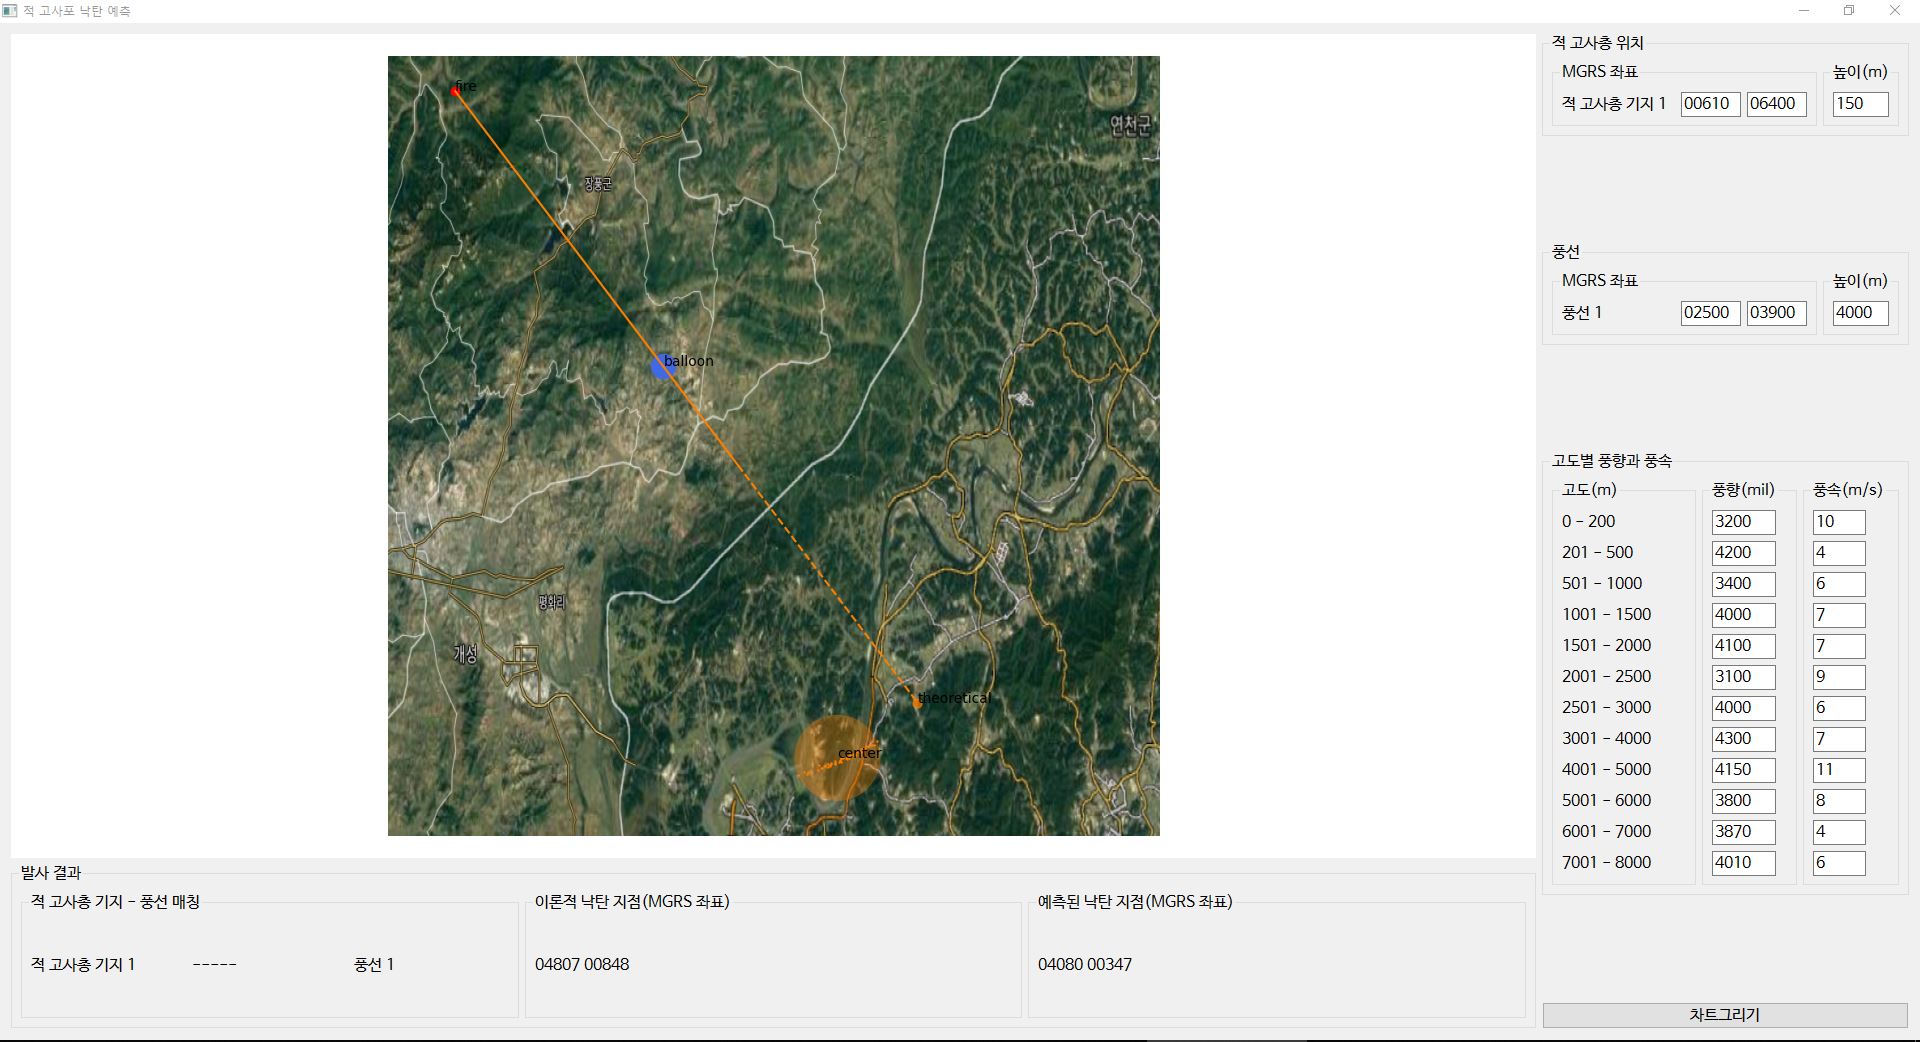 적 고사포 낙탄 예측
fire
연천군
장풍군
balloon
평화리
개성
theoretical
center
적 고사총 위치
MGRS 좌표 높이(m)
적 고사총 기지 1 00610 06400 150
풍선
MGRS 좌표 높이(m)
풍선 1 02500 03900 4000
고도별 풍향과 풍속
고도(m) 풍향(mil) 풍속(m/s)
0 - 200 3200 10
201 - 500 4200 4
501 - 1000 3400 6
1001 - 1500 4000 7
1501 - 2000 4100 7
2001 - 2500 3100 9
2501 - 3000 4000 6
3001 - 4000 4300 7
4001 - 5000 4150 11
5001 - 6000 3800 8
6001 - 7000 3870 4
7001 - 8000 4010 6
발사 결과
적 고사총 기지 - 풍선 매칭 이론적 낙탄 지점(MGRS 좌표) 예측된 낙탄 지점(MGRS 좌표)
적 고사총 기지 1 ----- 풍선 1 04807 00848 04080 00347
차트그리기